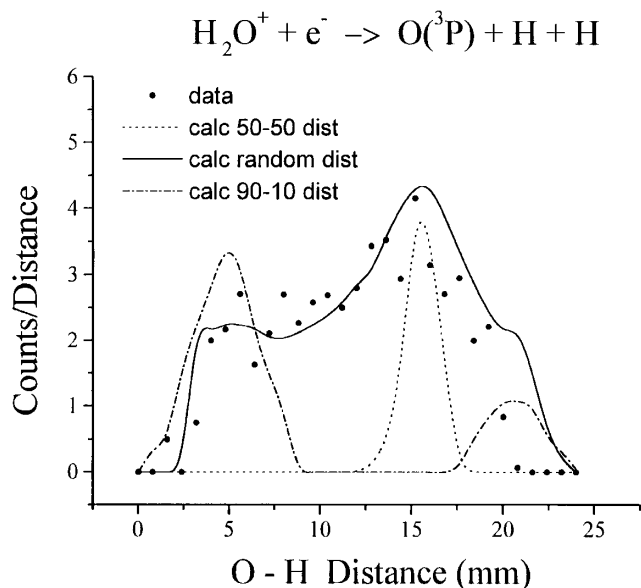 H₂O⁺ + e⁻ -> O(³P) + H + H
6
5
4
3
2
1
0
Counts/Distance
data
calc 50-50 dist
calc random dist
calc 90-10 dist
0 5 10 15 20 25
O - H Distance (mm)